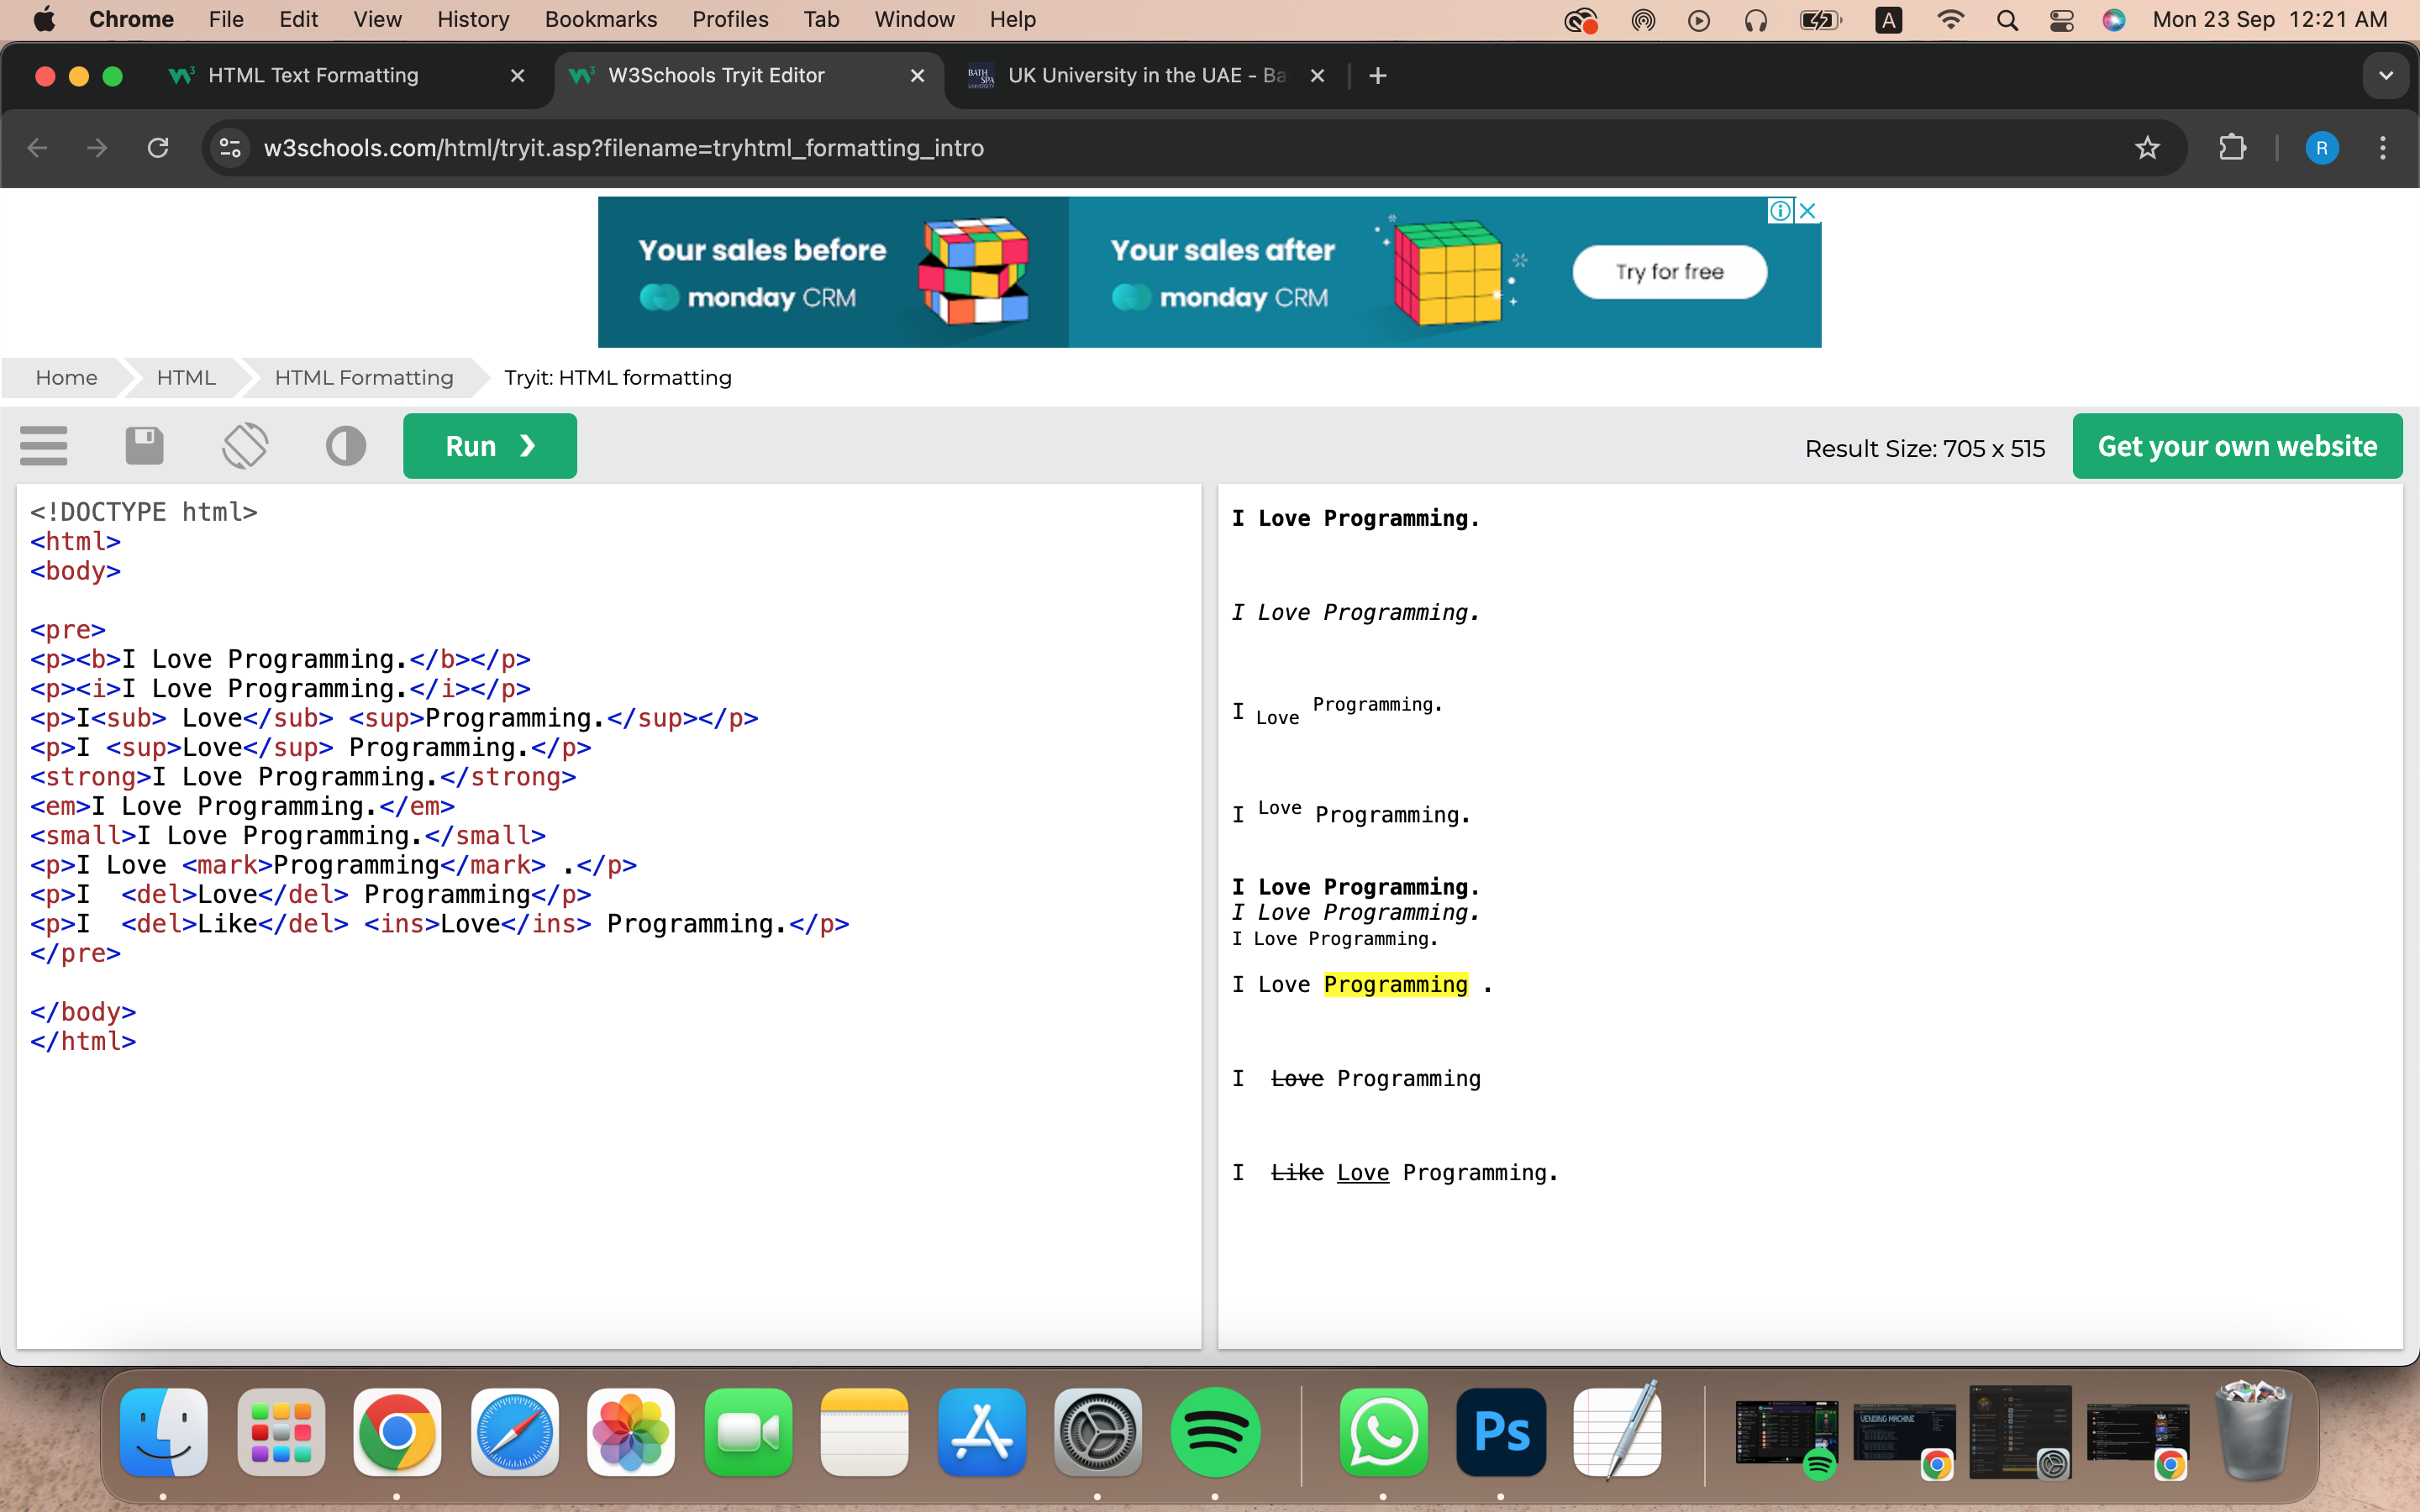 Chrome File Edit View History Bookmarks Profiles Tab Window Help A Mon 23 Sep 12:21 AM
HTML Text Formatting W3Schools Tryit Editor UK University in the UAE - Ba
w3schools.com/html/tryit.asp?filename=tryhtml_formatting_intro R
Your sales before
monday CRM
Your sales after
monday CRM
Try for free
Home HTML HTML Formatting Tryit: HTML formatting
Run Result Size: 705 x 515 Get your own website
<!DOCTYPE html>
<html>
<body>
<pre>
<p><b>I Love Programming.</b></p>
<p><i>I Love Programming.</i></p>
<p>I<sub> Love</sub> <sup>Programming.</sup></p>
<p>I <sup>Love</sup> Programming.</p>
<strong>I Love Programming.</strong>
<em>I Love Programming.</em>
<small>I Love Programming.</small>
<p>I Love <mark>Programming</mark> .</p>
<p>I  <del>Love</del> Programming</p>
<p>I  <del>Like</del> <ins>Love</ins> Programming.</p>
</pre>
</body>
</html>
I Love Programming.
I Love Programming.
I Love Programming.
I Love Programming.
I Love Programming.
I Love Programming.
I Love Programming.
I Love Programming .
I  Love Programming
I  Like Love Programming.
Ps
VENDING MACHINE